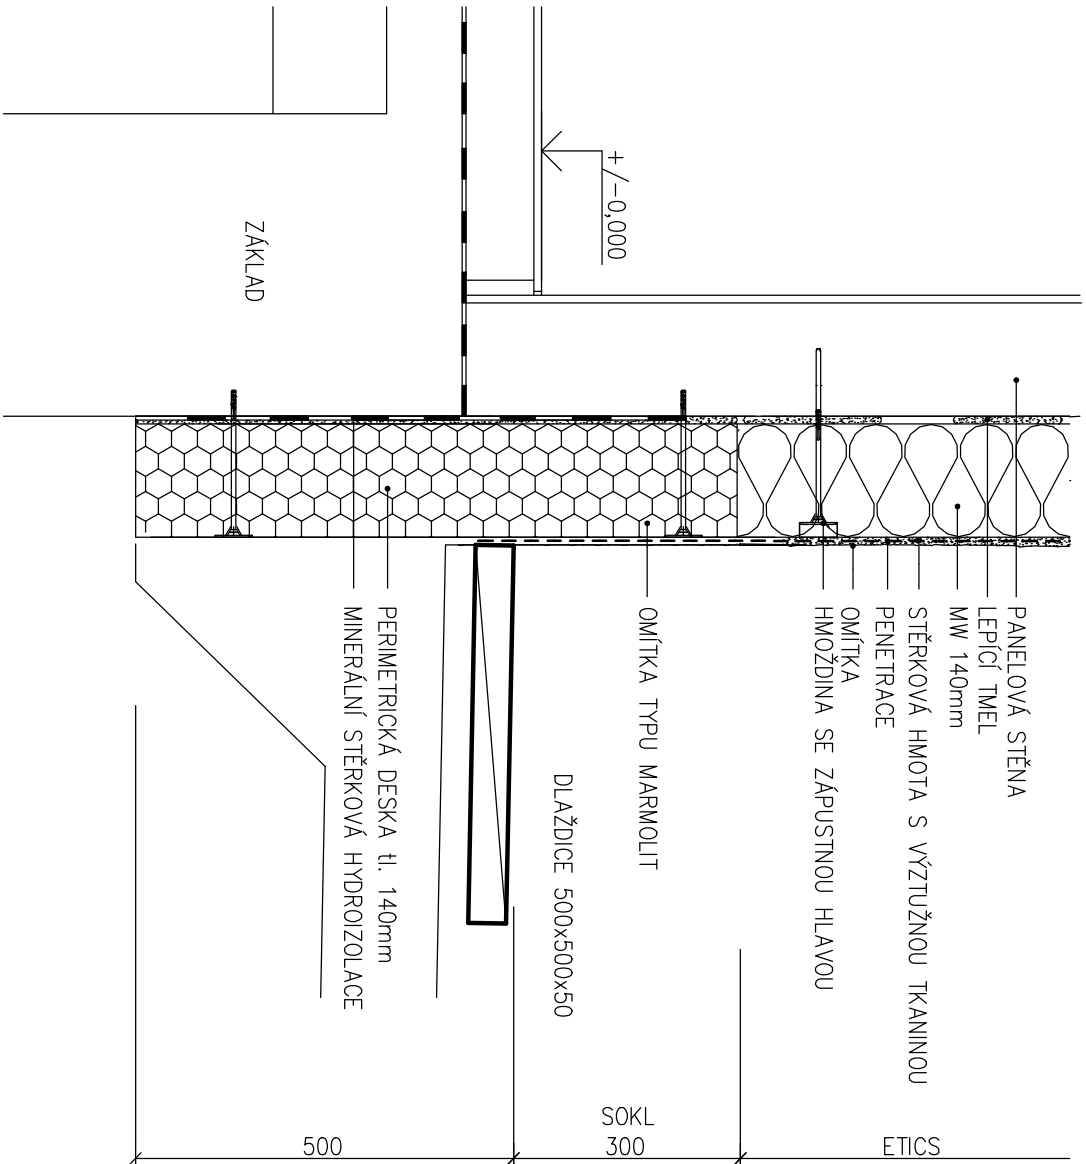 +/-0,000
ZÁKLAD
PANELOVÁ STĚNA
LEPÍCÍ TMEL
MW 140mm
STĚRKOVÁ HMOTA S VÝZTUŽNOU TKANINOU
PENETRACE
OMÍTKA
HMOŽDINA SE ZÁPUSTNOU HLAVOU
OMÍTKA TYPU MARMOLIT
DLAŽDICE 500x500x50
PERIMETRICKÁ DESKA tl. 140mm
MINERÁLNÍ STĚRKOVÁ HYDROIZOLACE
SOKL
500
300
ETICS